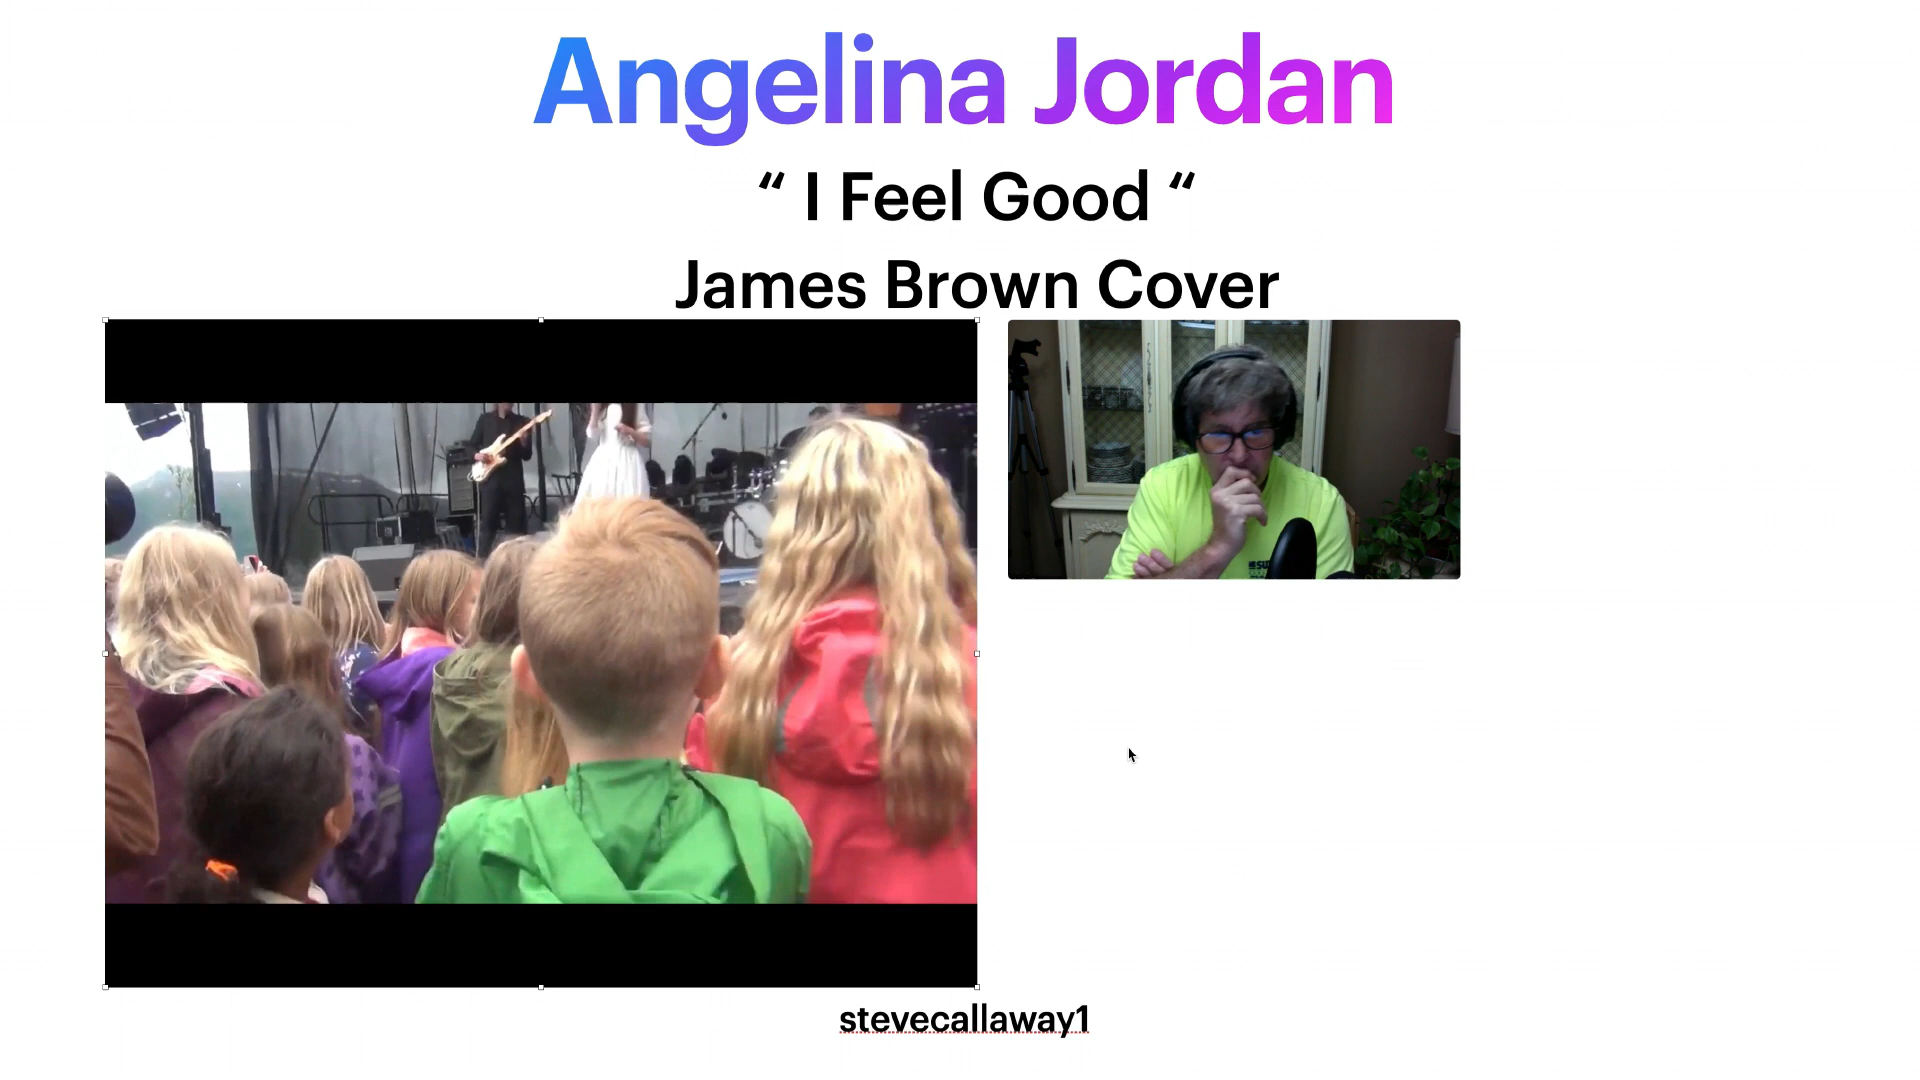 Angelina Jordan
“ I Feel Good “
James Brown Cover
stevecallaway1